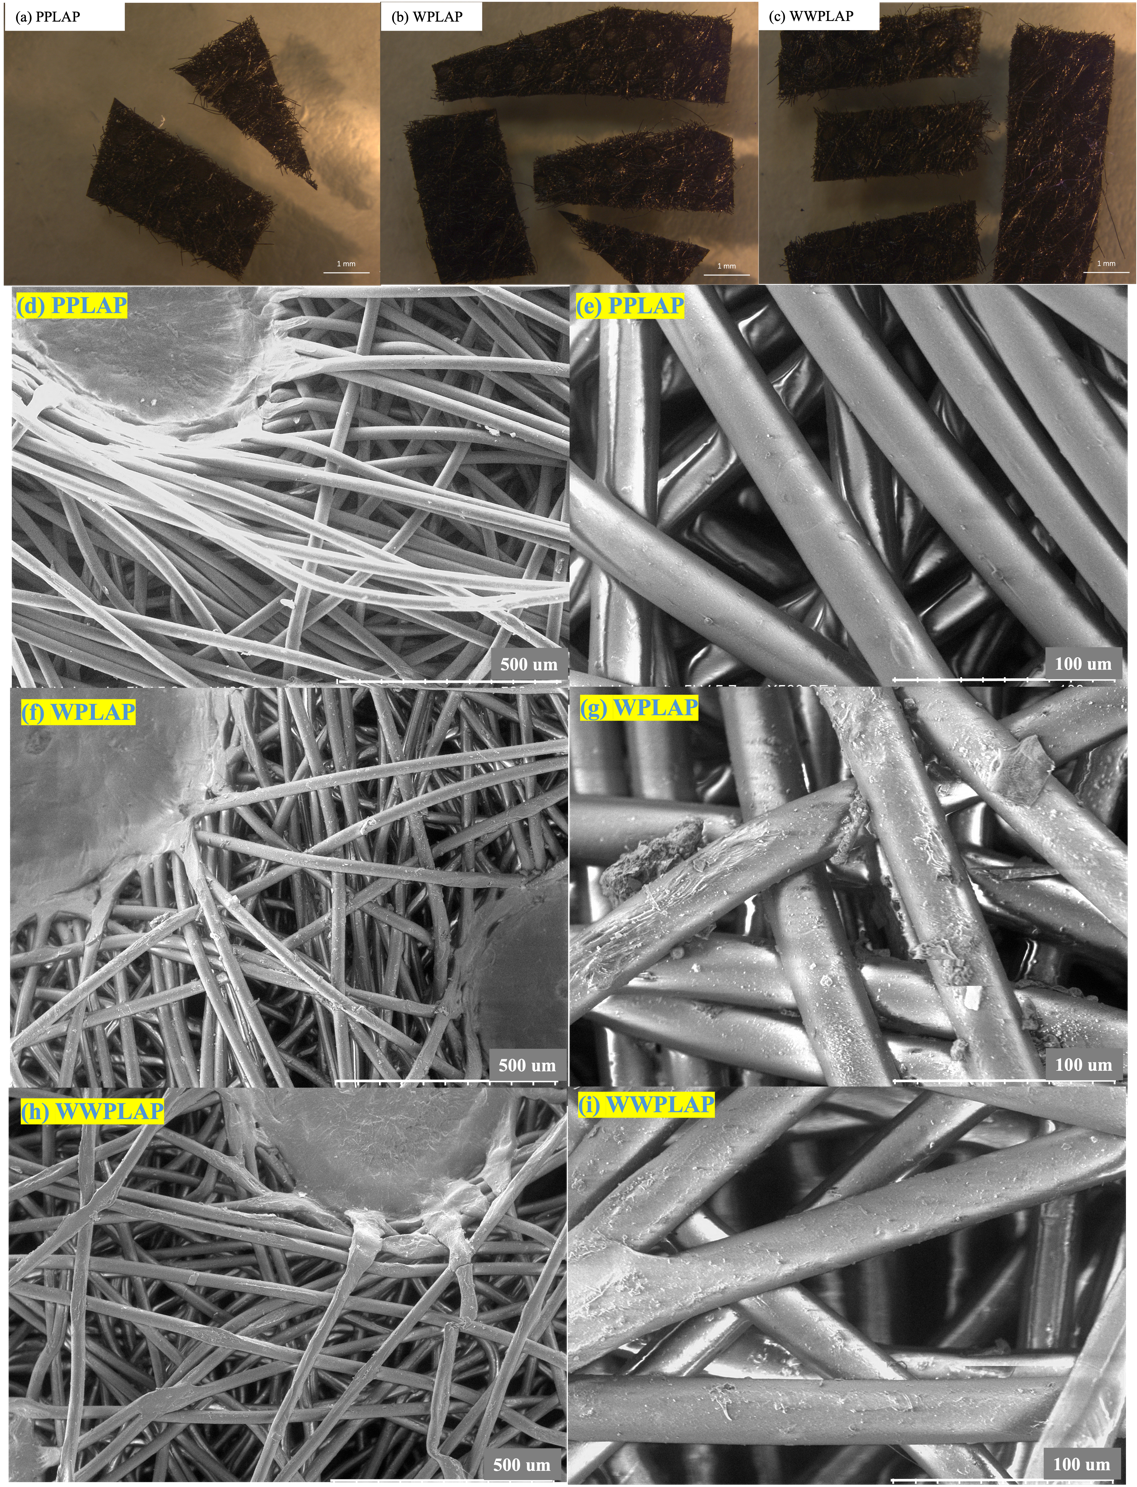 (a) PPLAP
(b) WPLAP
(c) WWPLAP
1 mm
1 mm
1 mm
(d) PPLAP
(e) PPLAP
500 um
100 um
(f) WPLAP
(g) WPLAP
500 um
100 um
(h) WWPLAP
(i) WWPLAP
500 um
100 um